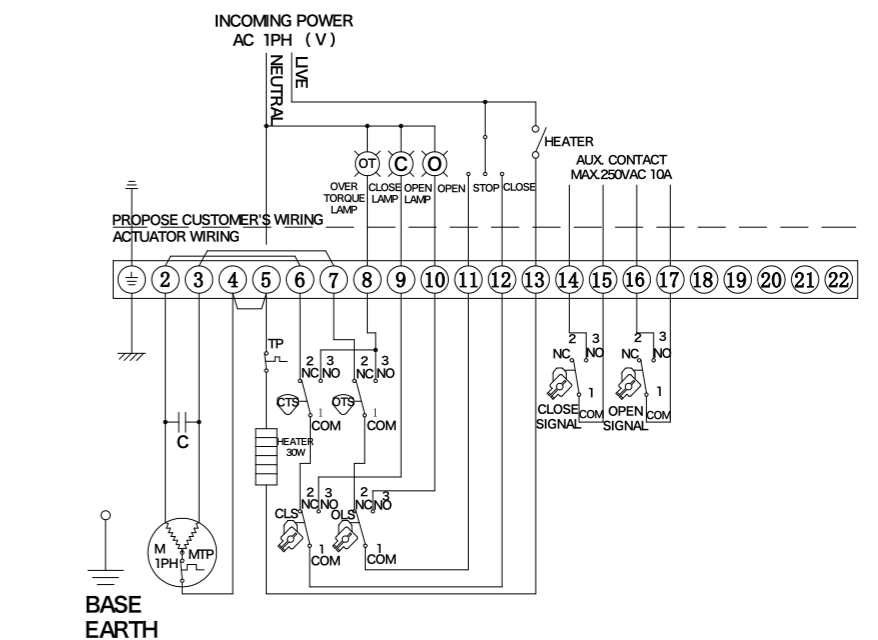 INCOMING POWER
AC 1PH (V)
NEUTRAL
LIVE
HEATER
AUX. CONTACT
MAX.250VAC 10A
OT
C
O
OVER
TORQUE
LAMP
CLOSE
LAMP
OPEN
LAMP
OPEN
STOP
CLOSE
PROPOSE CUSTOMER'S WIRING
ACTUATOR WIRING
2 3 4 5 6 7 8 9 10 11 12 13 14 15 16 17 18 19 20 21 22
TP
2 3
NC NO
CTS
1
COM
2 3
NC NO
OTS
1
COM
2 3
NC NO
1
COM
CLOSE
SIGNAL
2 3
NC NO
1
COM
OPEN
SIGNAL
C
HEATER
30W
2 3
NC NO
CLS
1
COM
2 3
NC NO
OLS
1
COM
M
1PH
MTP
BASE
EARTH